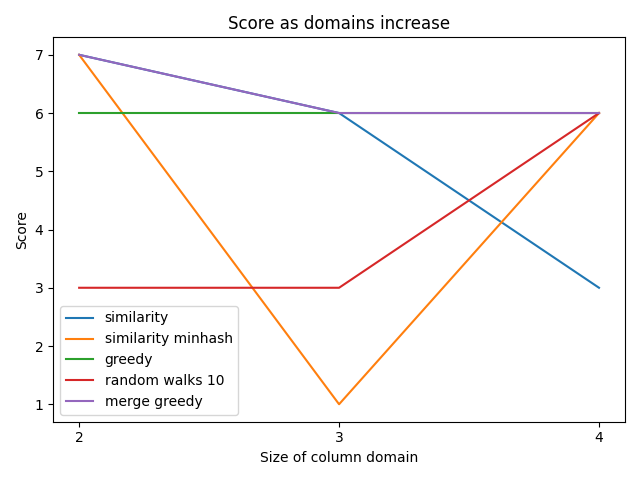 Score as domains increase
Score
7
6
5
4
3
2
1
similarity
similarity minhash
greedy
random walks 10
merge greedy
2 3 4
Size of column domain